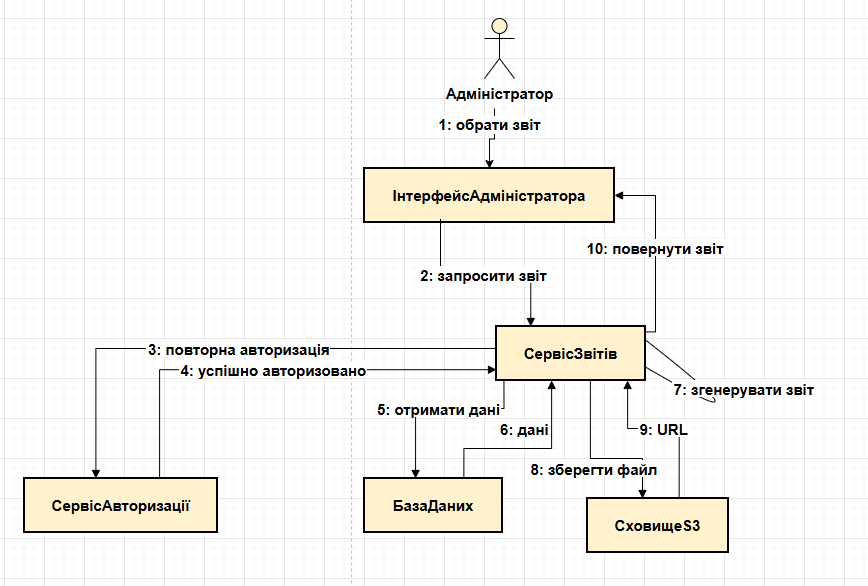 Адміністратор
1: обрати звіт
ІнтерфейсАдміністратора
10: повернути звіт
2: запросити звіт
3: повторна авторизація
СервісЗвітів
4: успішно авторизовано
7: згенерувати звіт
5: отримати дані
6: дані
9: URL
8: зберегти файл
СервісАвторизації
БазаДаних
СховищеS3